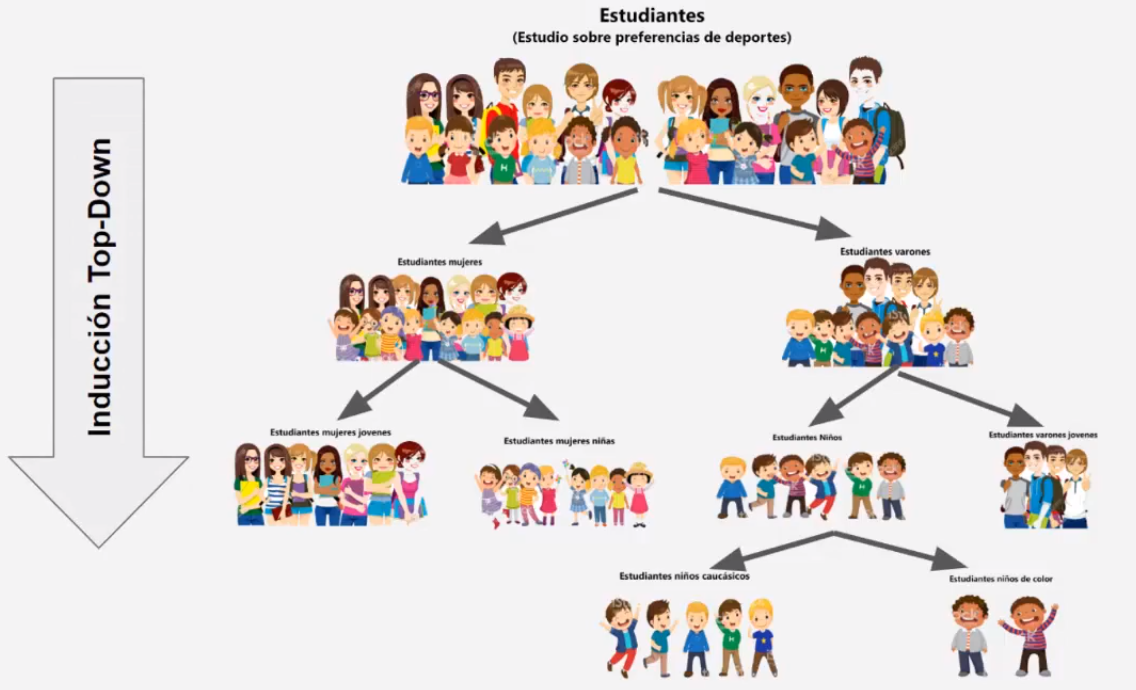 Estudiantes
(Estudio sobre preferencias de deportes)
Inducción Top-Down
Estudiantes mujeres
Estudiantes varones
Estudiantes mujeres jovenes
Estudiantes mujeres niñas
Estudiantes Niños
Estudiantes varones jovenes
Estudiantes niños caucásicos
Estudiantes niños de color